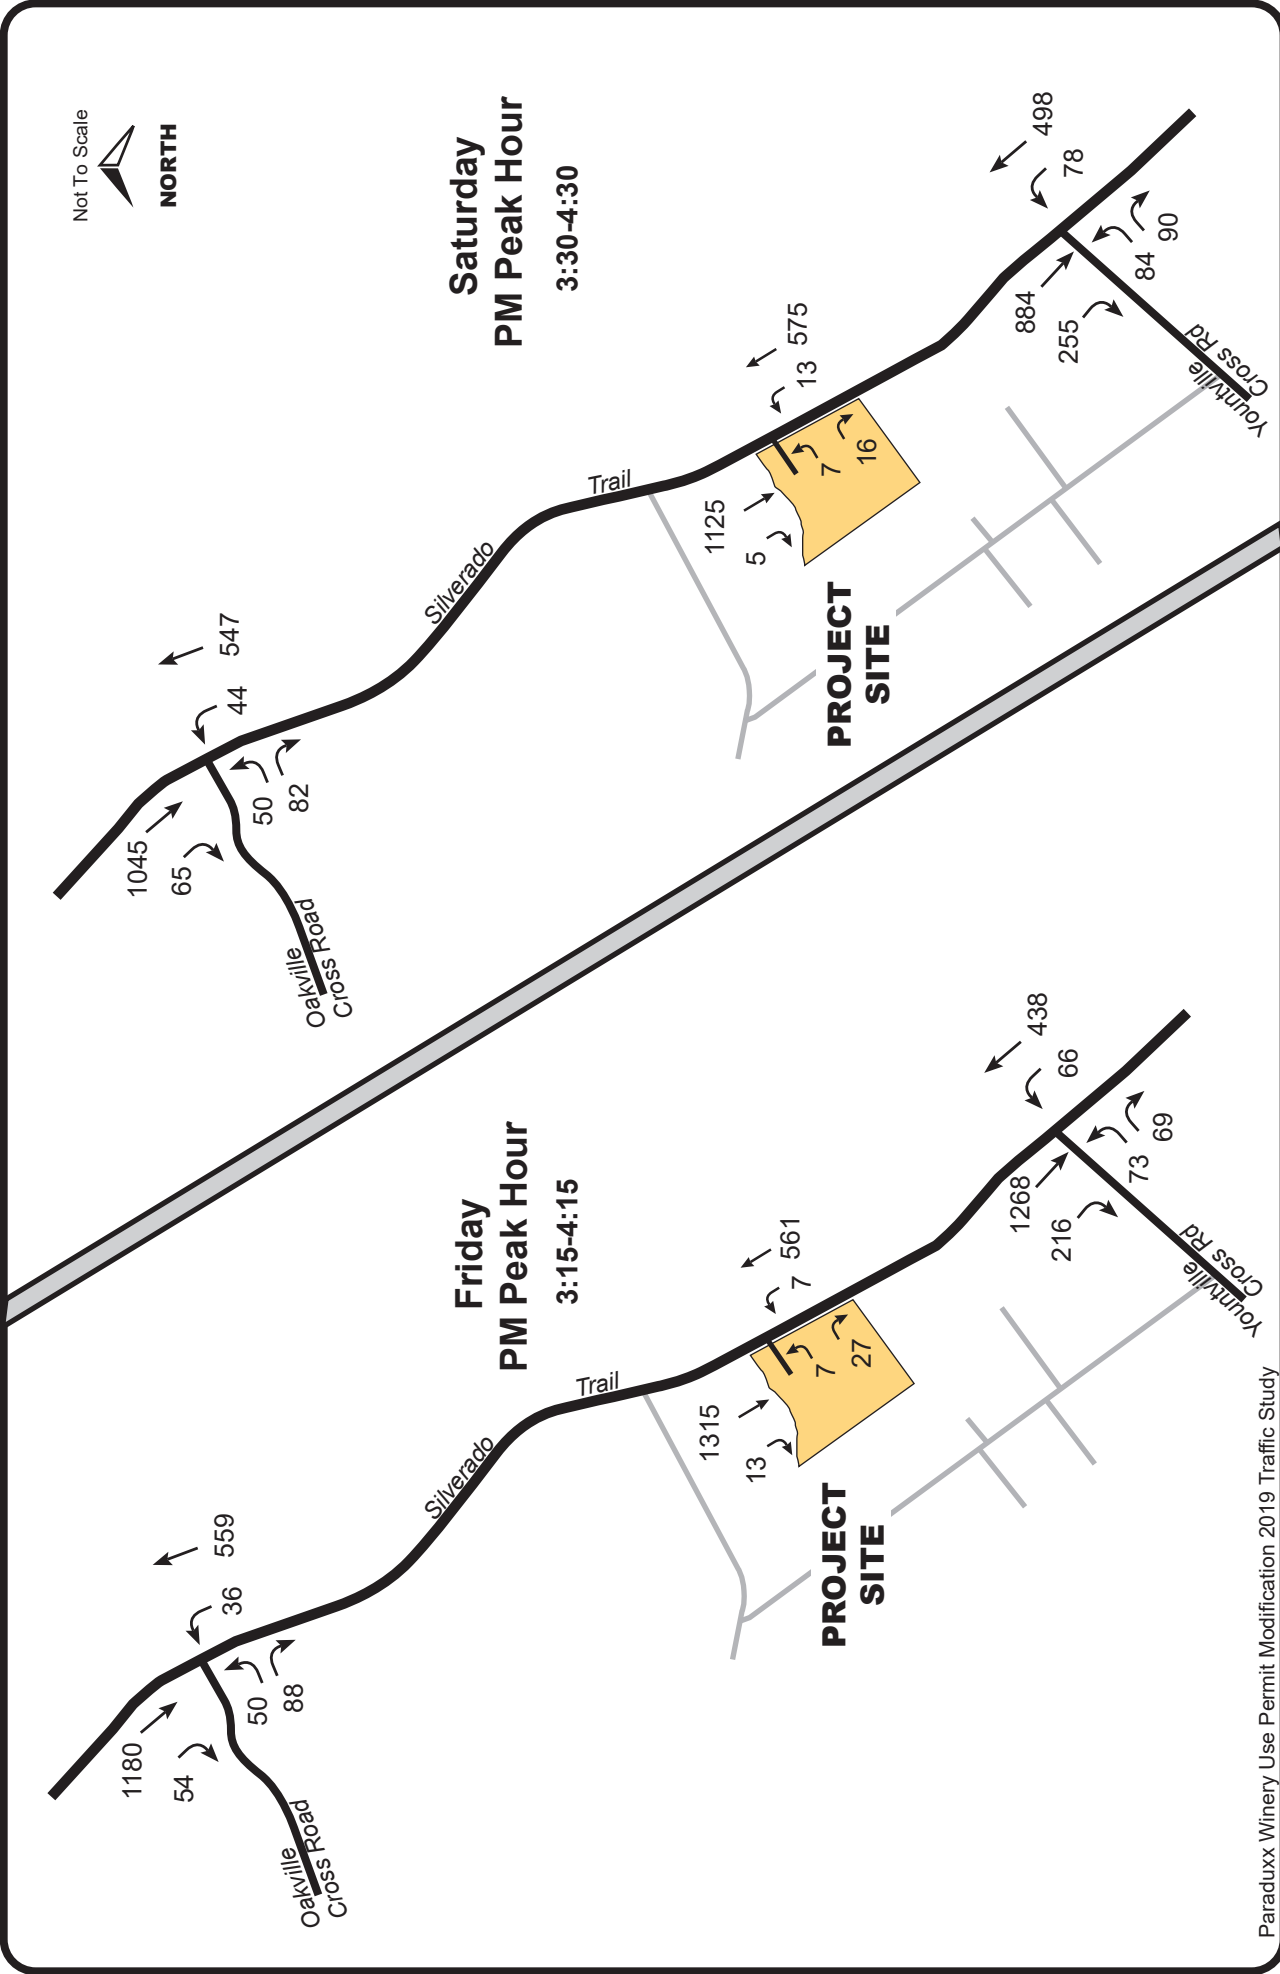 Friday
PM Peak Hour
3:15-4:15
1180
54
559
36
50
88
Oakville
Cross Road
Silverado
Trail
1315
13
561
7
7
27
PROJECT
SITE
1268
216
438
66
73
69
Yountville
Cross Rd
Not To Scale
NORTH
Saturday
PM Peak Hour
3:30-4:30
1045
65
547
44
50
82
Oakville
Cross Road
Silverado
Trail
1125
5
575
13
7
16
PROJECT
SITE
884
255
498
78
84
90
Yountville
Cross Rd
Paraduxx Winery Use Permit Modification 2019 Traffic Study